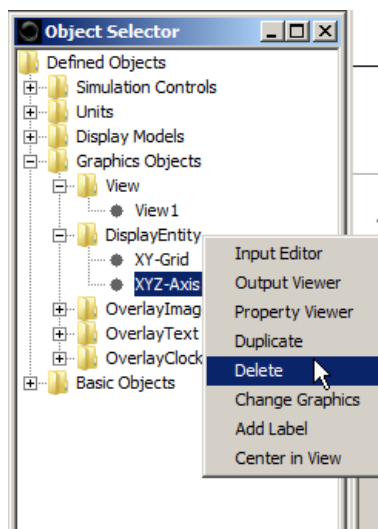 Object Selector
Defined Objects
Simulation Controls
Units
Display Models
Graphics Objects
View
View1
DisplayEntity
XY-Grid
XYZ-Axis
OverlayImag
OverlayText
OverlayClock
Basic Objects
Input Editor
Output Viewer
Property Viewer
Duplicate
Delete
Change Graphics
Add Label
Center in View